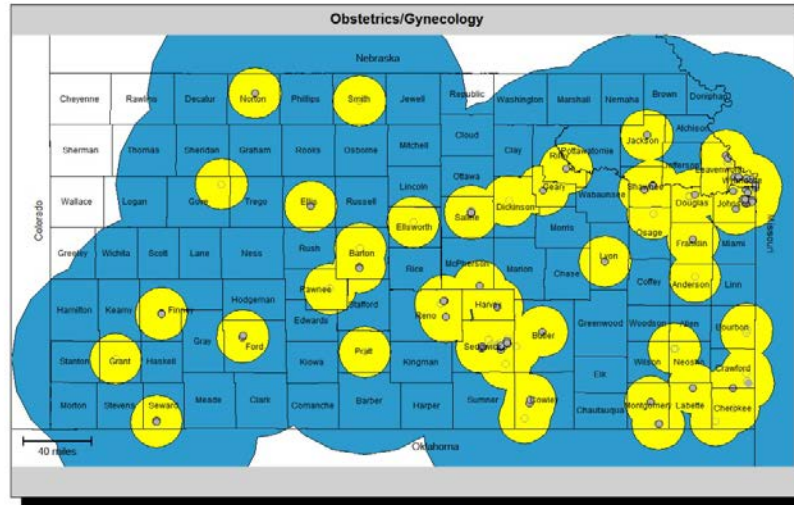 Obstetrics/Gynecology
Nebraska
Cheyenne Rawlins Decatur Norton Phillips Smith Jewell Republic Washington Marshall Nemaha Brown Doniphan
Sherman Thomas Sheridan Graham Rooks Osborne Mitchell Cloud Clay Riley Pottawatomie Jackson Atchison
Jefferson Leavenworth Wyandotte
Wallace Logan Gove Trego Ellis Russell Lincoln Ottawa Dickinson Geary Wabaunsee Shawnee Douglas Johnson
Colorado
Missouri
Ellsworth Saline Morris Osage
Greeley Wichita Scott Lane Ness Rush Barton Rice McPherson Marion Chase Lyon Franklin Miami
Hamilton Kearny Finney Hodgeman Pawnee Stafford Reno Harvey Coffey Anderson Linn
Gray Ford Edwards Greenwood Woodson Allen Bourbon
Stanton Grant Haskell Kiowa Pratt Kingman Sedgwick Butler Elk Wilson Neosho Crawford
Morton Stevens Seward Meade Clark Comanche Barber Harper Sumner Cowley Chautauqua Montgomery Labette Cherokee
40 miles
Oklahoma